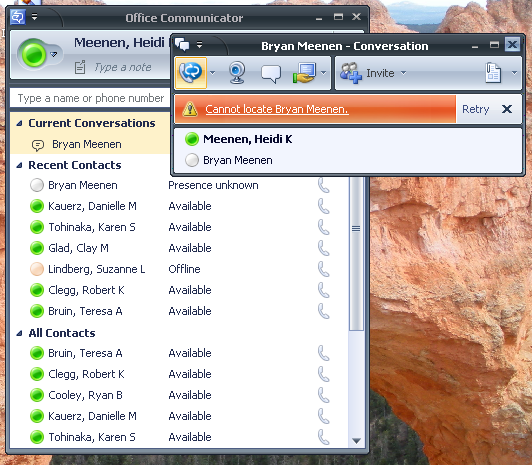 Office Communicator
Meenen, Heidi
Type a note
Type a name or phone number
Current Conversations
Bryan Meenen
Recent Contacts
Bryan Meenen Presence unknown
Kauerz, Danielle M Available
Tohinaka, Karen S Available
Glad, Clay M Available
Lindberg, Suzanne L Offline
Clegg, Robert K Available
Bruin, Teresa A Available
All Contacts
Bruin, Teresa A Available
Clegg, Robert K Available
Cooley, Ryan B Available
Kauerz, Danielle M Available
Tohinaka, Karen S Available
Bryan Meenen - Conversation
Invite
Cannot locate Bryan Meenen. Retry
Meenen, Heidi K
Bryan Meenen